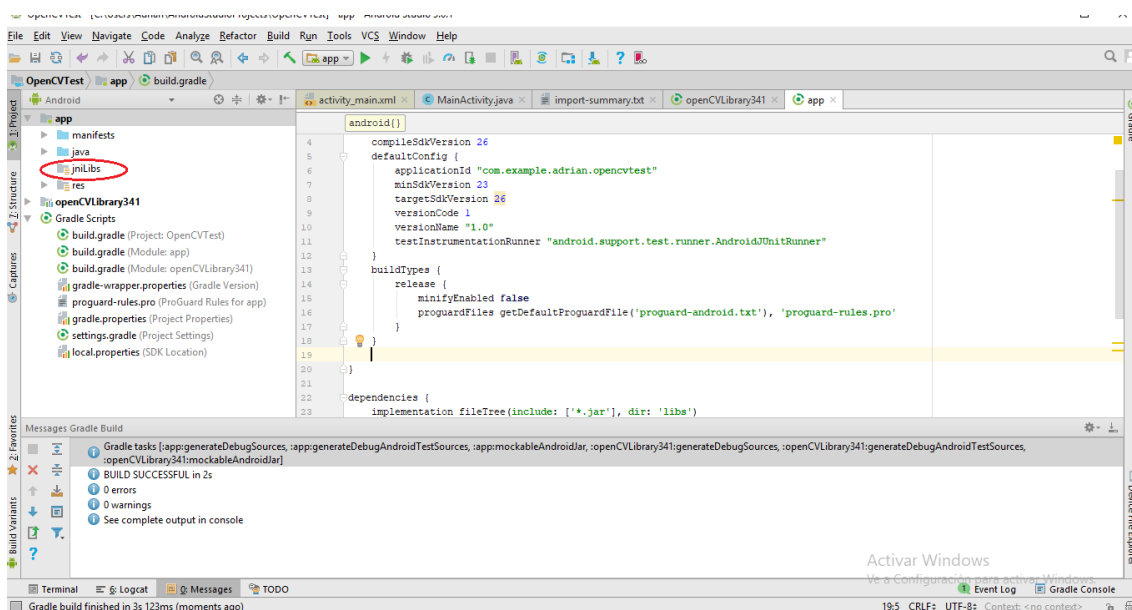 OpenCVTest - [C:\Users\Adrian\AndroidStudioProjects\OpenCVTest] - app - Android Studio 3.0.1
File Edit View Navigate Code Analyze Refactor Build Run Tools VCS Window Help
app
OpenCVTest app build.gradle
Android
activity_main.xml MainActivity.java import-summary.txt openCVLibrary341 app
1: Project
app
manifests
java
jniLibs
res
openCVLibrary341
Gradle Scripts
build.gradle (Project: OpenCVTest)
build.gradle (Module: app)
build.gradle (Module: openCVLibrary341)
gradle-wrapper.properties (Gradle Version)
proguard-rules.pro (ProGuard Rules for app)
gradle.properties (Project Properties)
settings.gradle (Project Settings)
local.properties (SDK Location)
Z: Structure
Captures
2: Favorites
Build Variants
android{}
4 compileSdkVersion 26
5 defaultConfig {
6 applicationId "com.example.adrian.opencvtest"
7 minSdkVersion 23
8 targetSdkVersion 26
9 versionCode 1
10 versionName "1.0"
11 testInstrumentationRunner "android.support.test.runner.AndroidJUnitRunner"
12 }
13 buildTypes {
14 release {
15 minifyEnabled false
16 proguardFiles getDefaultProguardFile('proguard-android.txt'), 'proguard-rules.pro'
17 }
18 }
19
20 }
21
22 dependencies {
23 implementation fileTree(include: ['*.jar'], dir: 'libs')
Gradle
Device File Explorer
Messages Gradle Build
Gradle tasks [:app:generateDebugSources, :app:generateDebugAndroidTestSources, :app:mockableAndroidJar, :openCVLibrary341:generateDebugSources, :openCVLibrary341:generateDebugAndroidTestSources,
:openCVLibrary341:mockableAndroidJar]
BUILD SUCCESSFUL in 2s
0 errors
0 warnings
See complete output in console
Activar Windows
Ve a Configuración para activar Windows.
Terminal 6: Logcat 0: Messages TODO
1 Event Log Gradle Console
Gradle build finished in 3s 123ms (moments ago)
19:5 CRLF÷ UTF-8÷ Context: <no context>